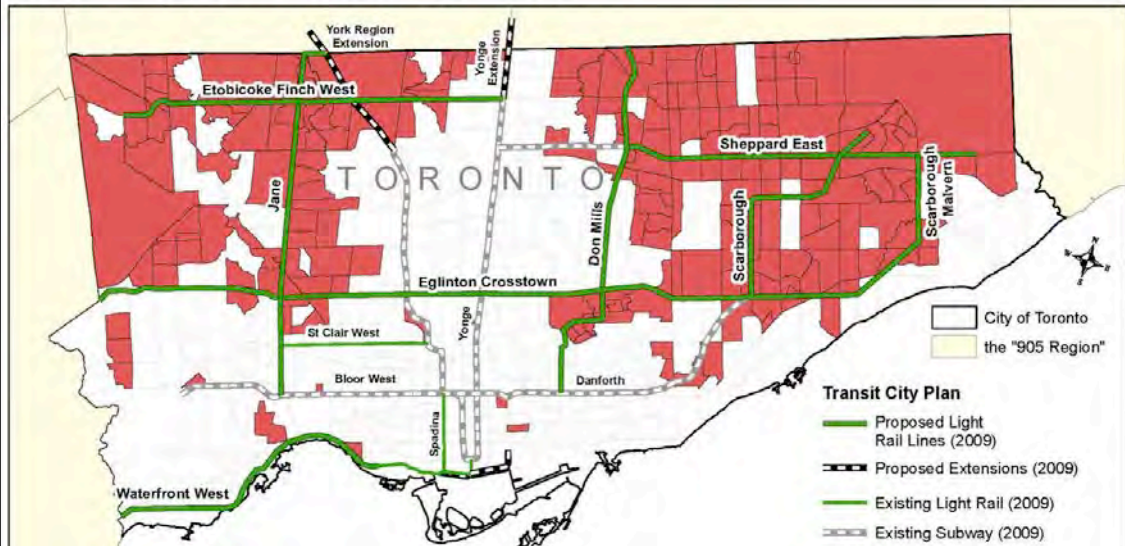 York Region
Extension
Yonge
Extension
Etobicoke Finch West
Sheppard East
TORONTO
Jane
Don Mills
Scarborough
Scarborough
Malvern
Eglinton Crosstown
St Clair West
Yonge
Bloor West
Danforth
Spadina
Waterfront West
N
E
S
W
City of Toronto
the "905 Region"
Transit City Plan
Proposed Light
Rail Lines (2009)
Proposed Extensions (2009)
Existing Light Rail (2009)
Existing Subway (2009)